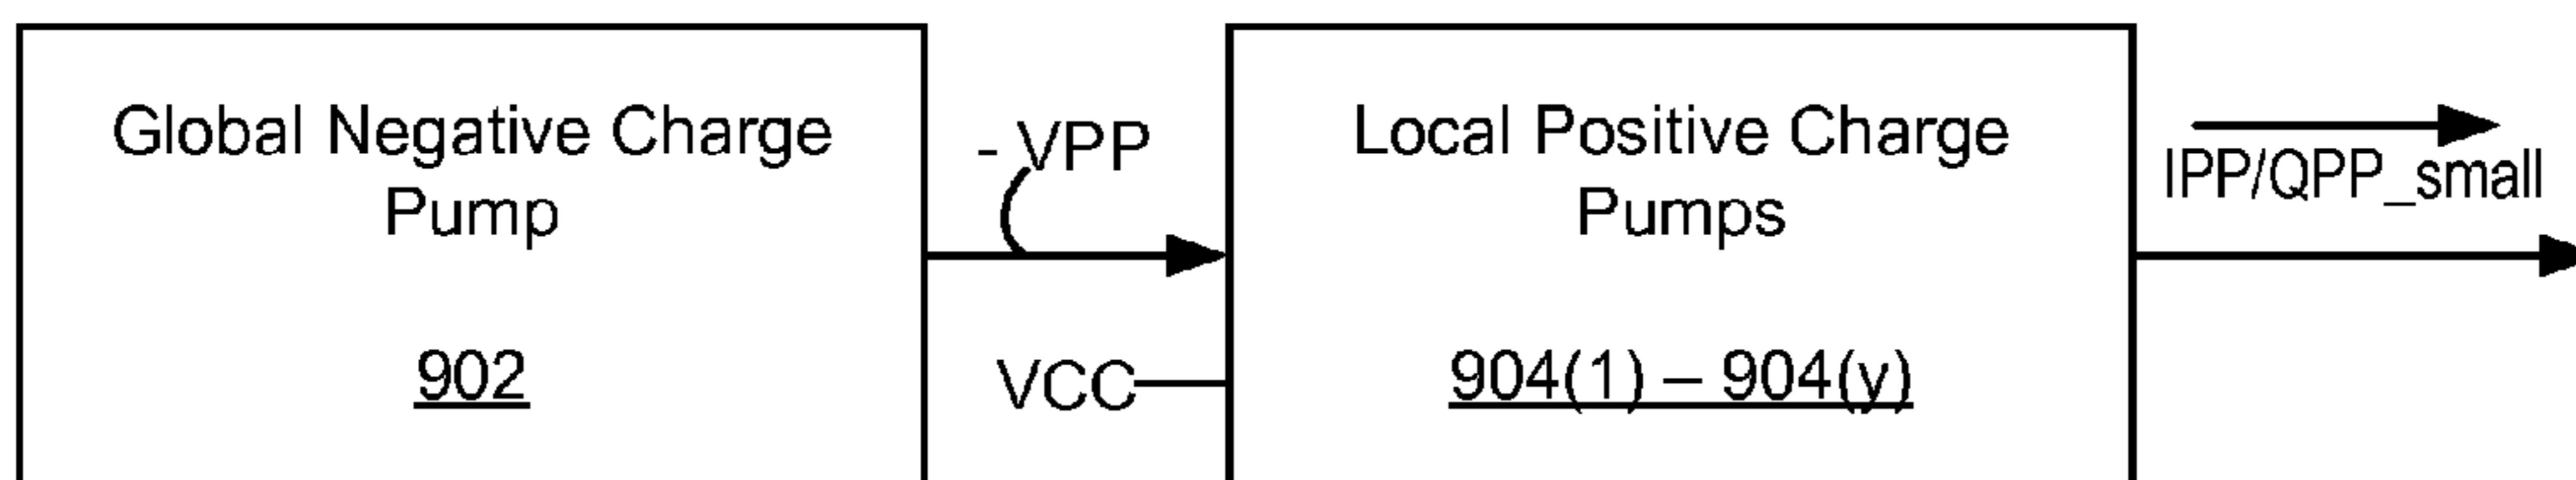 Global Negative Charge
Pump
902
- VPP
VCC
Local Positive Charge
Pumps
904(1) – 904(y)
IPP/QPP_small